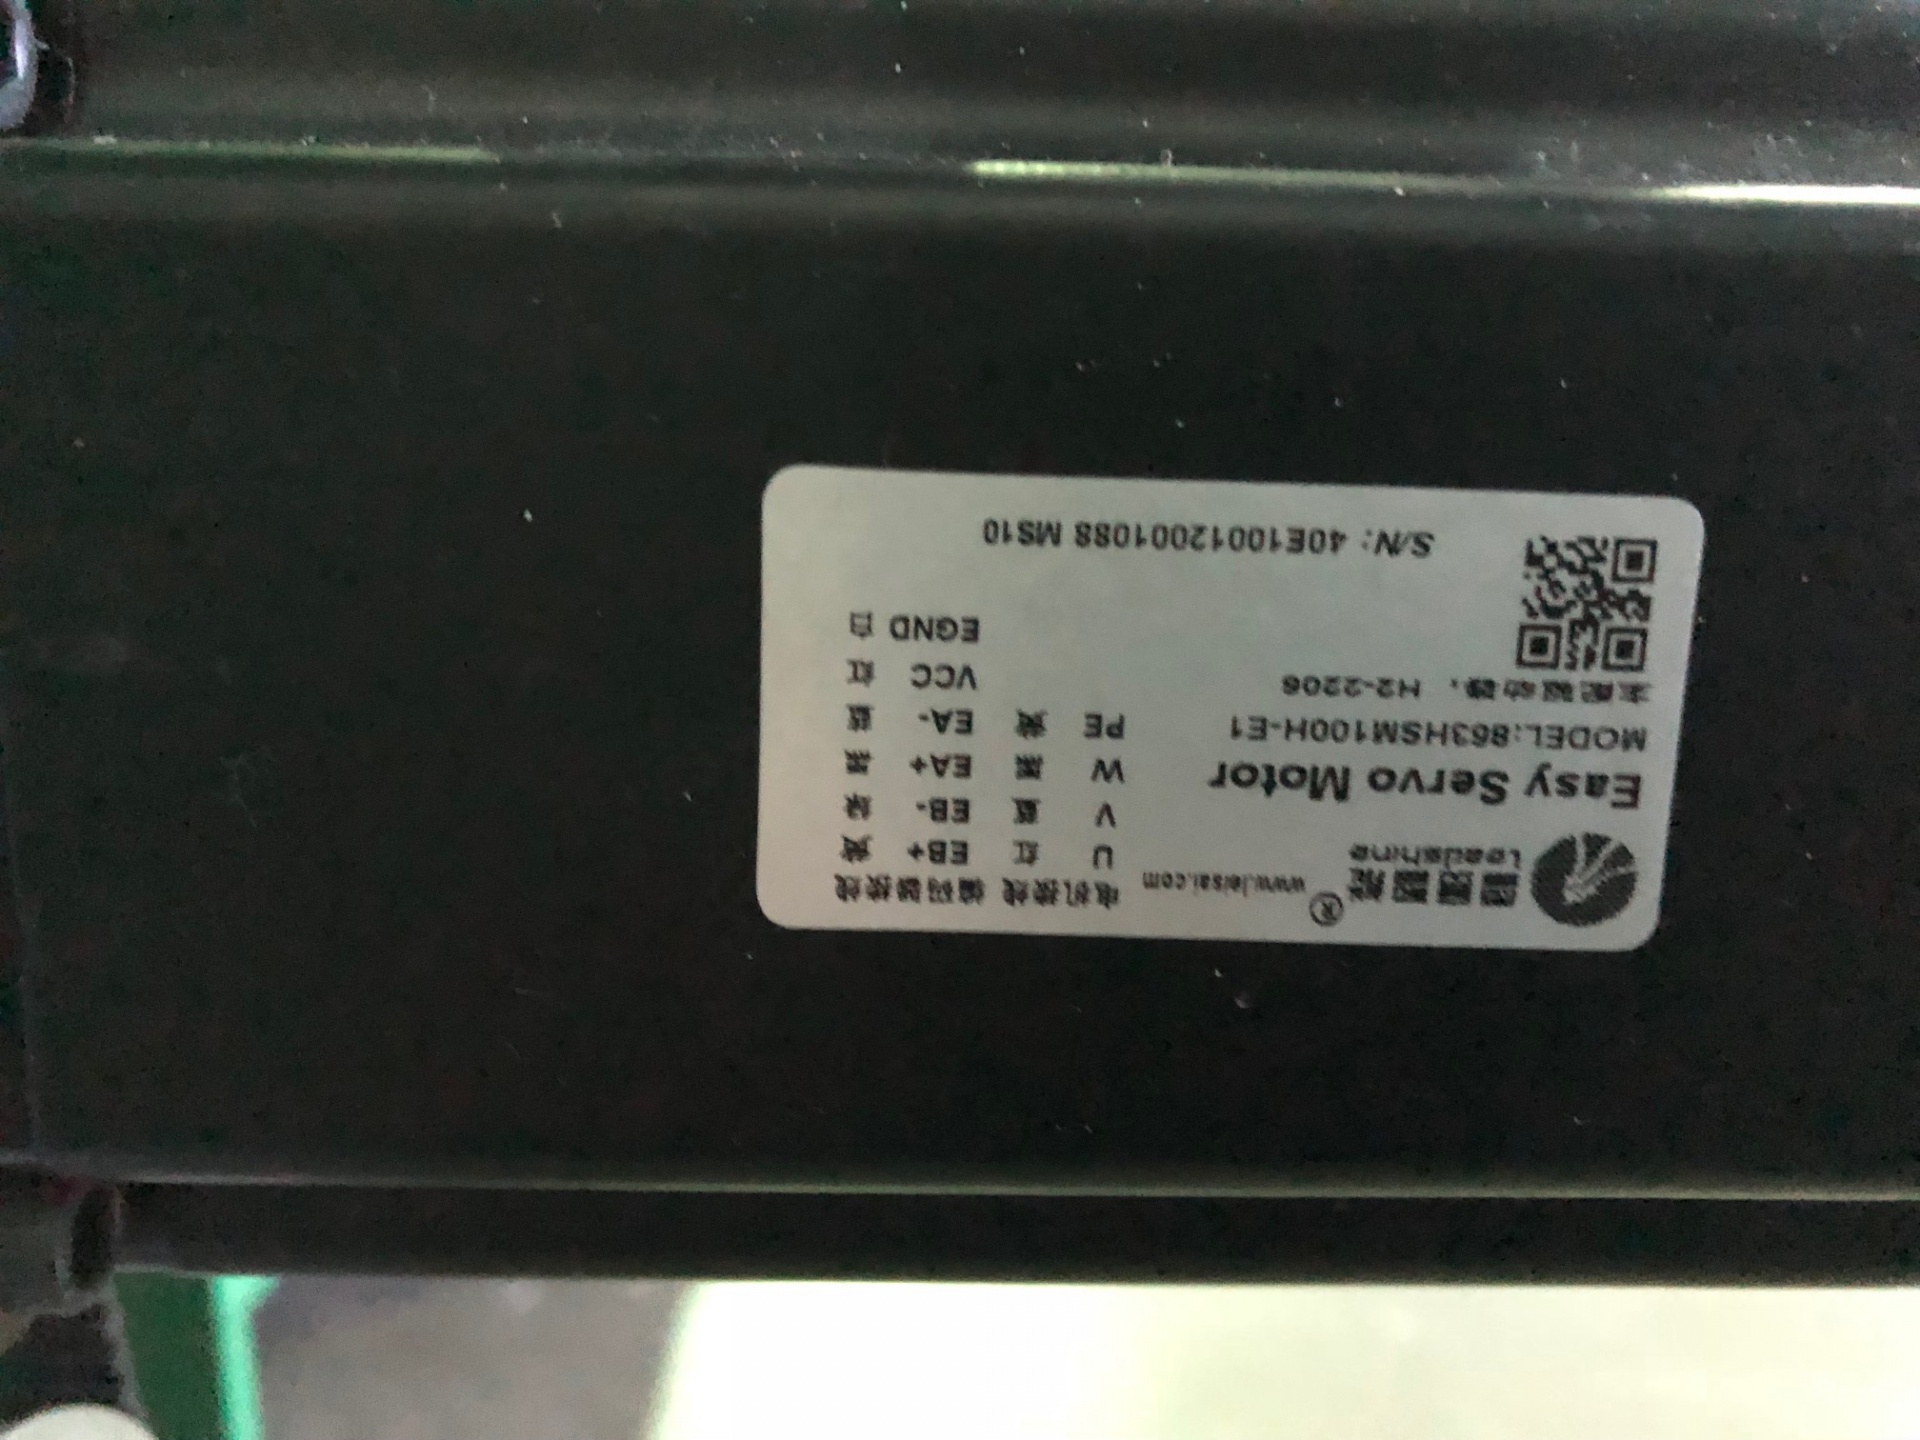 Leadshine ® www.leisai.com
Easy Servo Motor
MODEL:863HSM100H-E1
驱动器: H2-2206
电机接线 编码器接线
U 红 EB+ 黄
V 蓝 EB- 绿
W 黑 EA+ 黑
PE 黄 EA- 蓝
VCC 红
EGND 白
S/N: 40E10012001088 MS10